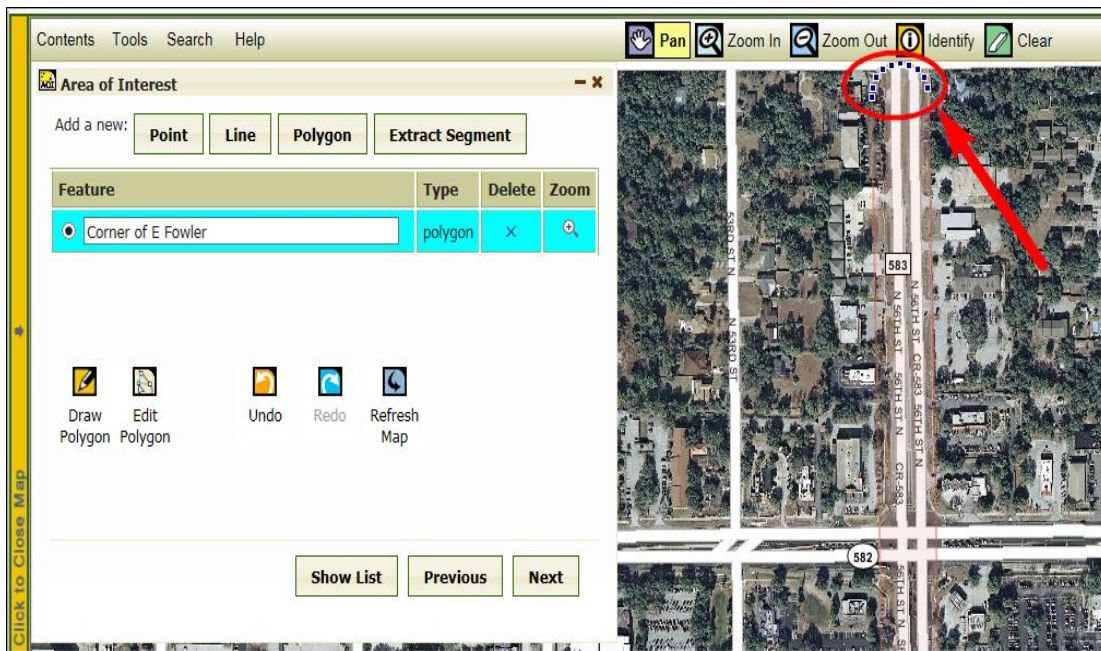 Contents Tools Search Help
Pan Zoom In Zoom Out Identify Clear
Area of Interest
Add a new: Point Line Polygon Extract Segment
Feature Type Delete Zoom
Corner of E Fowler polygon X
Draw Polygon
Edit Polygon
Undo
Redo
Refresh Map
Show List Previous Next
Click to Close Map
53RD ST N
N 53RD ST
583
N 56TH ST
N 56TH ST
CR-583
56TH ST N
56TH ST N
CR-583
582
56TH ST N